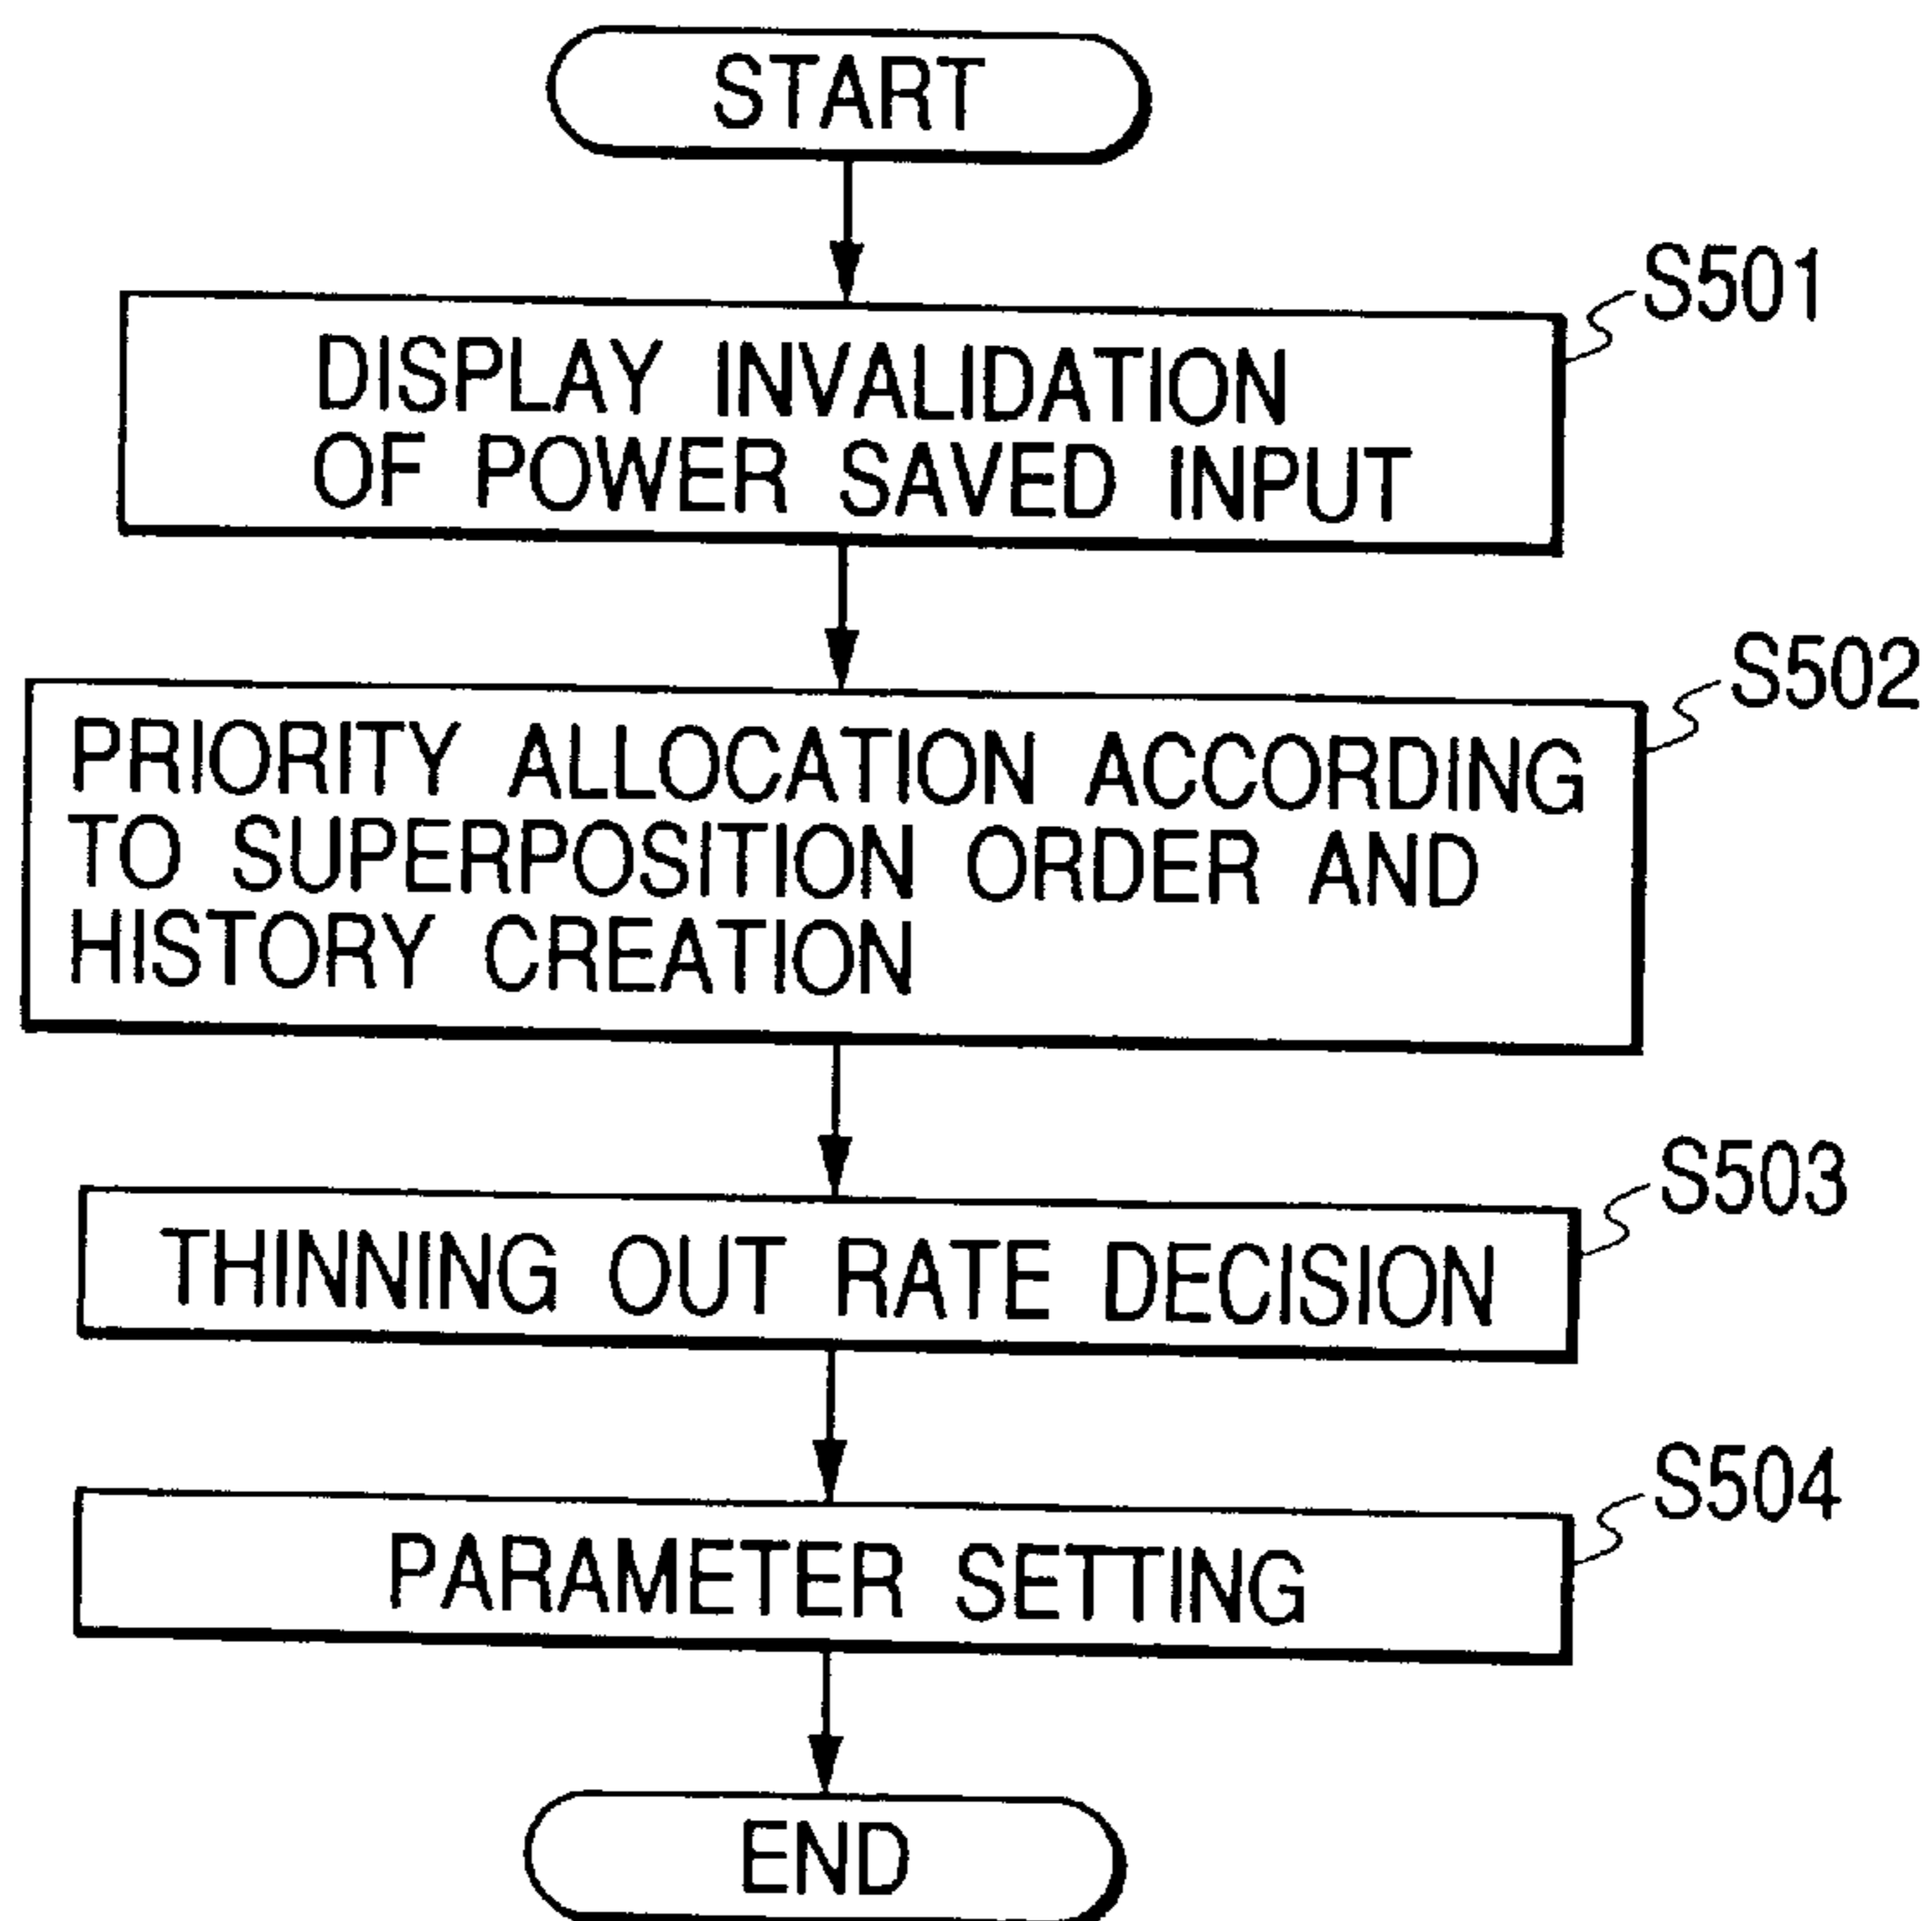 START
S501
DISPLAY INVALIDATION
OF POWER SAVED INPUT
S502
PRIORITY ALLOCATION ACCORDING
TO SUPERPOSITION ORDER AND
HISTORY CREATION
S503
THINNING OUT RATE DECISION
S504
PARAMETER SETTING
END